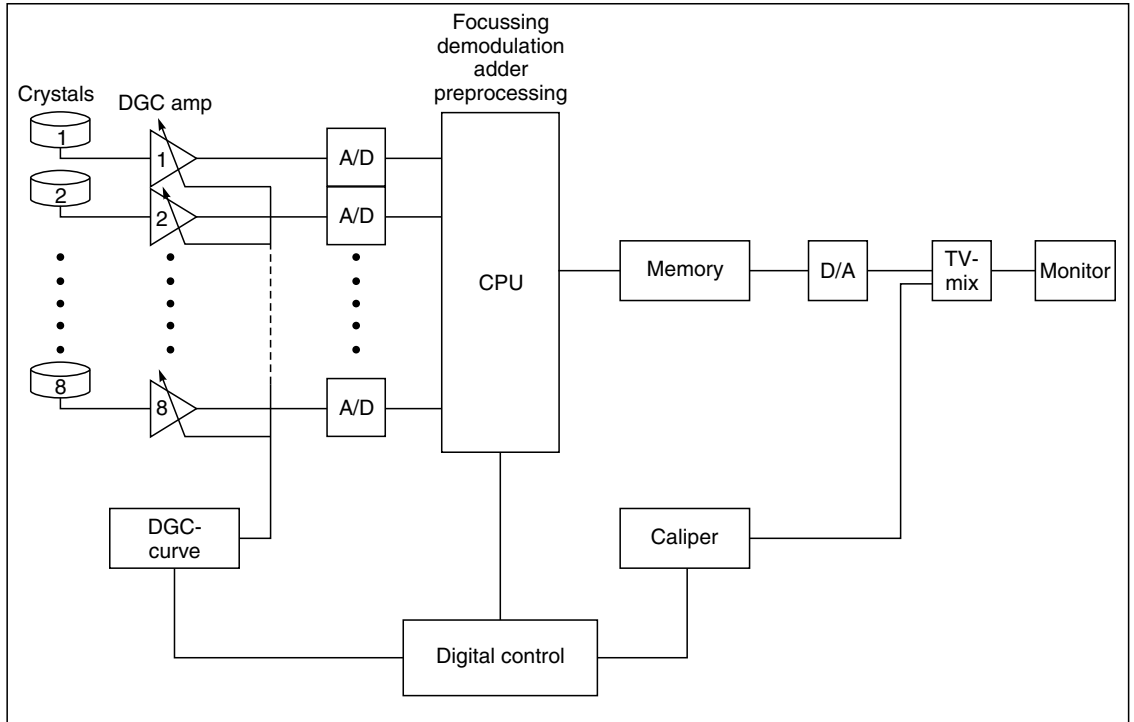 Focussing
demodulation
adder
preprocessing
Crystals
DGC amp
1
1
A/D
2
2
A/D
CPU
Memory
D/A
TV-
mix
Monitor
8
8
A/D
DGC-
curve
Caliper
Digital control